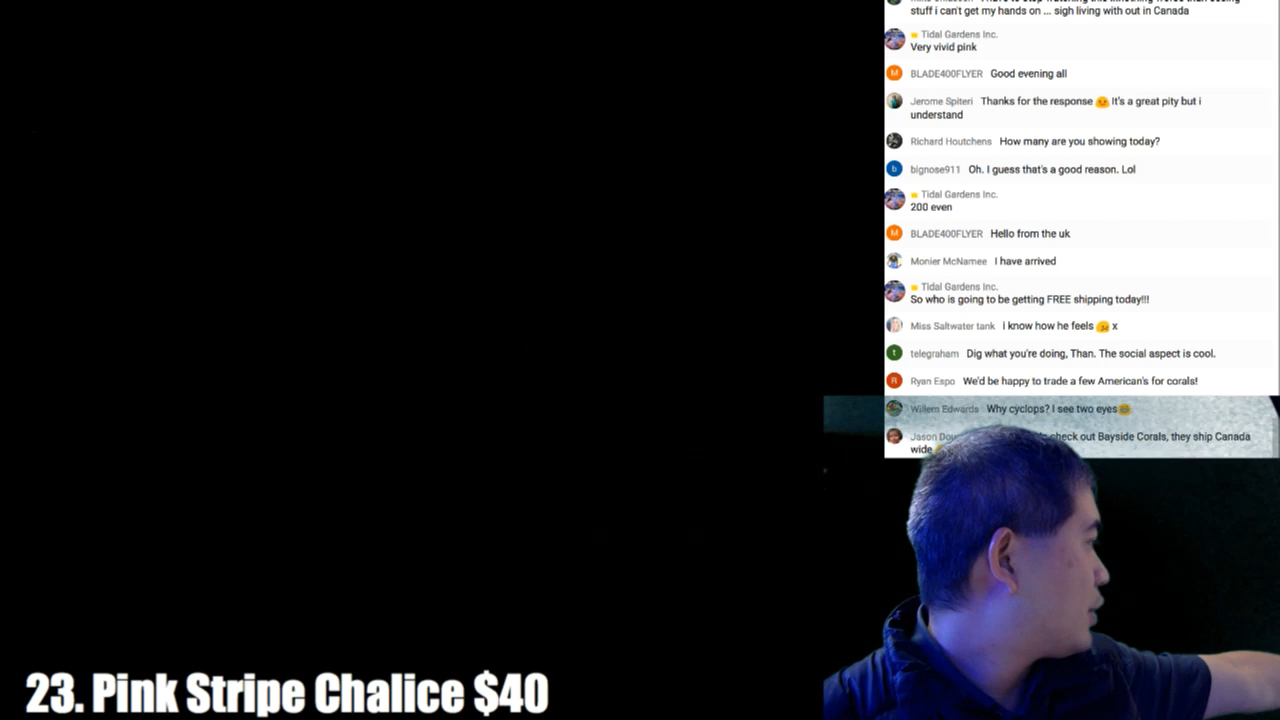 stuff i can't get my hands on ... sigh living with out in Canada
Tidal Gardens Inc.
Very vivid pink
BLADE400FLYER Good evening all
Jerome Spiteri Thanks for the response It's a great pity but i
understand
Richard Houtchens How many are you showing today?
bignose911 Oh. I guess that's a good reason. Lol
Tidal Gardens Inc.
200 even
BLADE400FLYER Hello from the uk
Monier McNamee I have arrived
Tidal Gardens Inc.
So who is going to be getting FREE shipping today!!!
Miss Saltwater tank i know how he feels x
telegraham Dig what you're doing, Than. The social aspect is cool.
Ryan Espo We'd be happy to trade a few American's for corals!
Willem Edwards Why cyclops? I see two eyes
Jason check out Bayside Corals, they ship Canada
wide
23. Pink Stripe Chalice $40